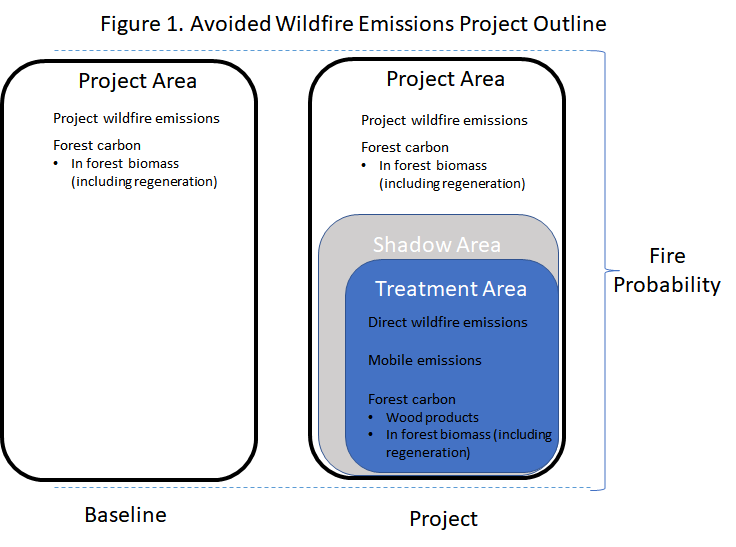 Figure 1. Avoided Wildfire Emissions Project Outline
Project Area
Project wildfire emissions
Forest carbon
• In forest biomass
(including regeneration)
Baseline
Project Area
Project wildfire emissions
Forest carbon
• In forest biomass
(including regeneration)
Shadow Area
Treatment Area
Direct wildfire emissions
Mobile emissions
Forest carbon
• Wood products
• In forest biomass (including
regeneration)
Project
Fire
Probability